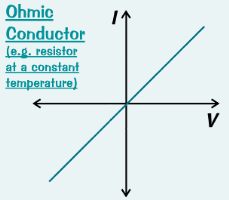 Ohmic
Conductor
(e.g. resistor
at a constant
temperature)
I
V